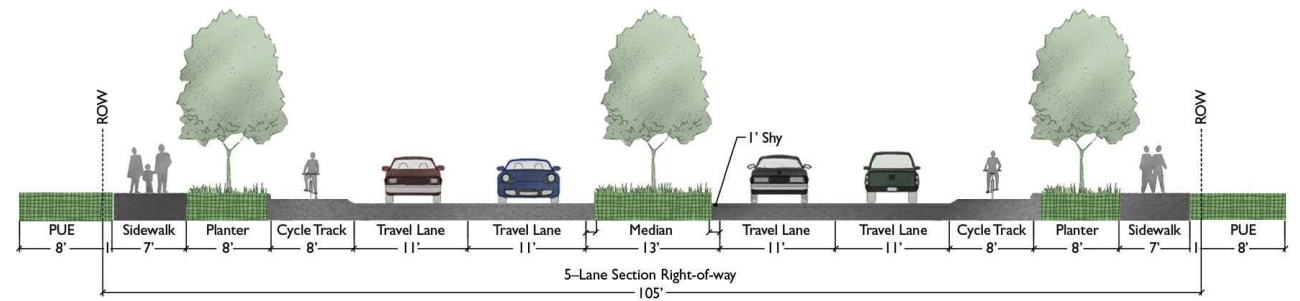 ROW
ROW
1' Shy
PUE Sidewalk Planter Cycle Track Travel Lane Travel Lane Median Travel Lane Travel Lane Cycle Track Planter Sidewalk PUE
8' 1 7' 8' 8' 11' 11' 13' 11' 11' 8' 8' 7' 1 8'
5–Lane Section Right-of-way
105'